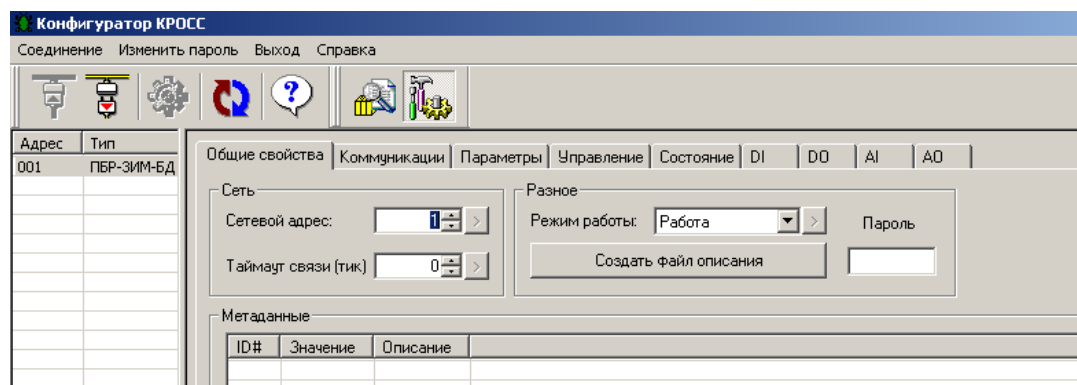 Конфигуратор КРОСС
Соединение Изменить пароль Выход Справка
Адрес Тип
001 ПБР-ЗИМ-БД
Общие свойства Коммуникации Параметры Управление Состояние DI DO AI AO
Сеть Разное
Сетевой адрес: 1 > Режим работы: Работа > Пароль
Таймаут связи (тик) 0 > Создать файл описания
Метаданные
ID# Значение Описание